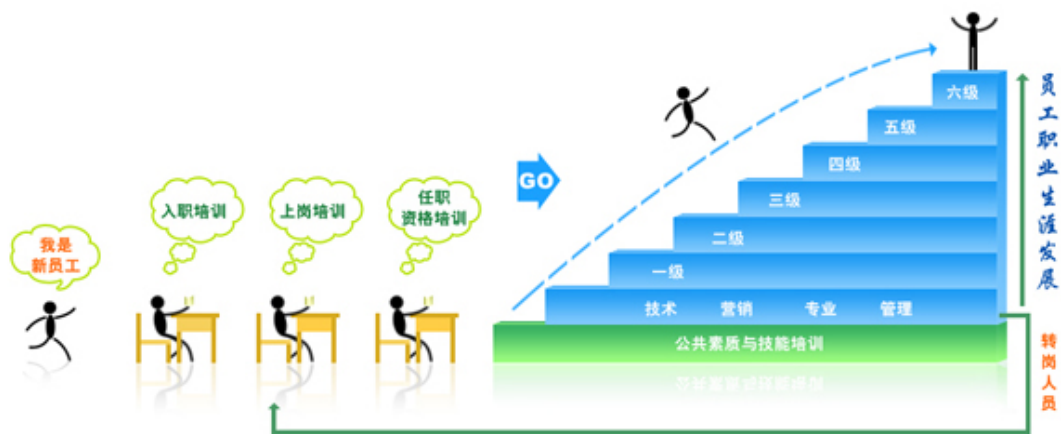 我是
新员工
入职培训
上岗培训
任职
资格培训
GO
六级
五级
四级
三级
二级
一级
技术 营销 专业 管理
公共素质与技能培训
员工职业生涯发展
转岗人员